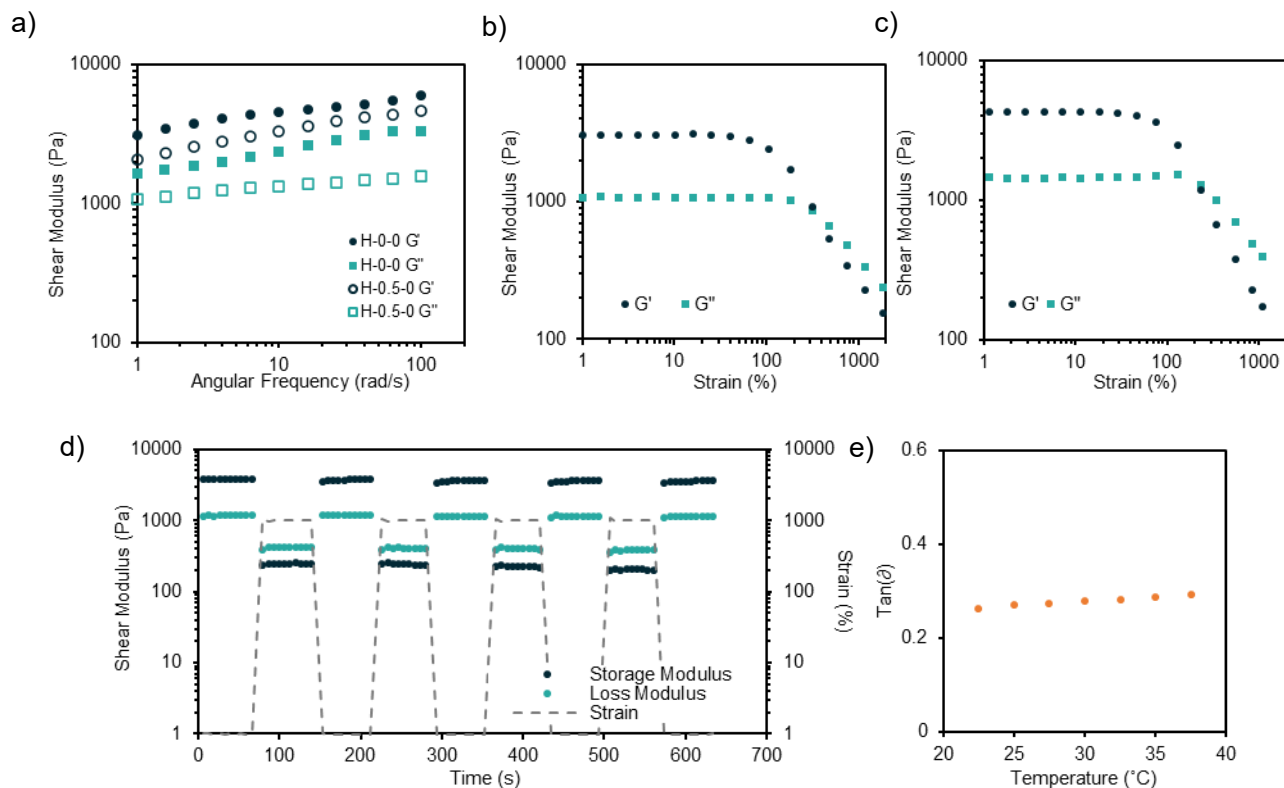 a)
10000
1000
100
Shear Modulus (Pa)
1 10 100
Angular Frequency (rad/s)
H-0-0 G'
H-0-0 G''
H-0.5-0 G'
H-0.5-0 G''
b)
10000
1000
100
Shear Modulus (Pa)
1 10 100 1000
Strain (%)
G' G''
c)
10000
1000
100
Shear Modulus (Pa)
1 10 100 1000
Strain (%)
G' G''
d)
10000
1000
100
10
1
Shear Modulus (Pa)
0 100 200 300 400 500 600 700
Time (s)
10000
1000
100
10
1
Strain (%)
Storage Modulus
Loss Modulus
Strain
e)
0.6
0.4
0.2
0
Tan(∂)
20 25 30 35 40
Temperature (˚C)